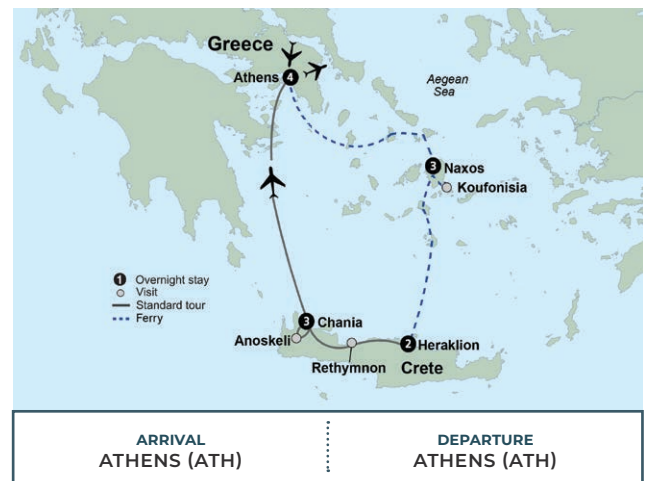 Greece
Athens 4
Aegean
Sea
3 Naxos
Koufonisia
1 Overnight stay
Visit
Standard tour
Ferry
3 Chania
Anoskeli
2 Heraklion
Rethymnon
Crete
ARRIVAL
ATHENS (ATH)
DEPARTURE
ATHENS (ATH)